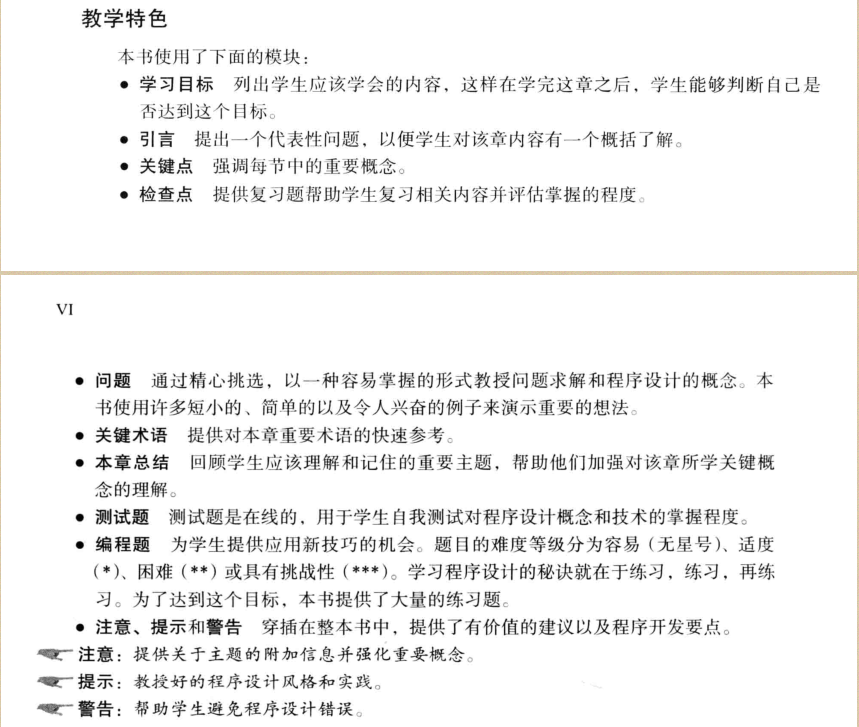 教学特色
本书使用了下面的模块：
● 学习目标 列出学生应该学会的内容，这样在学完这章之后，学生能够判断自己是
否达到这个目标。
● 引言 提出一个代表性问题，以便学生对该章内容有一个概括了解。
● 关键点 强调每节中的重要概念。
● 检查点 提供复习题帮助学生复习相关内容并评估掌握的程度。
VI
● 问题 通过精心挑选，以一种容易掌握的形式教授问题求解和程序设计的概念。本
书使用许多短小的、简单的以及令人兴奋的例子来演示重要的想法。
● 关键术语 提供对本章重要术语的快速参考。
● 本章总结 回顾学生应该理解和记住的重要主题，帮助他们加强对该章所学关键概
念的理解。
● 测试题 测试题是在线的，用于学生自我测试对程序设计概念和技术的掌握程度。
● 编程题 为学生提供应用新技巧的机会。题目的难度等级分为容易（无星号）、适度
（*）、困难（**）或具有挑战性（***）。学习程序设计的秘诀就在于练习，练习，再练
习。为了达到这个目标，本书提供了大量的练习题。
● 注意、提示和警告 穿插在整本书中，提供了有价值的建议以及程序开发要点。
注意：提供关于主题的附加信息并强化重要概念。
提示：教授好的程序设计风格和实践。
警告：帮助学生避免程序设计错误。